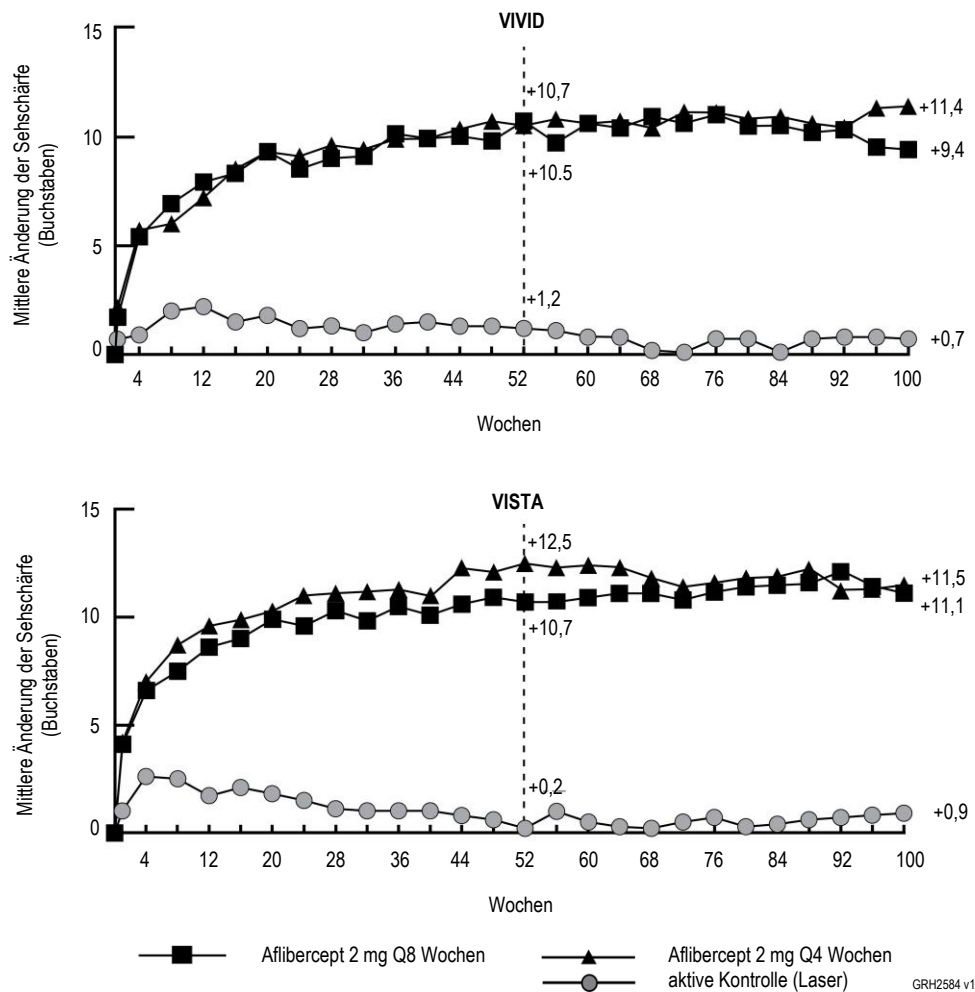 VIVID
15
10
5
0
Mittlere Änderung der Sehschärfe
(Buchstaben)
+10,7
+10.5
+1,2
+11,4
+9,4
+0,7
4 12 20 28 36 44 52 60 68 76 84 92 100
Wochen
VISTA
15
10
5
0
Mittlere Änderung der Sehschärfe
(Buchstaben)
+12,5
+10,7
+0,2
+11,5
+11,1
+0,9
4 12 20 28 36 44 52 60 68 76 84 92 100
Wochen
Aflibercept 2 mg Q8 Wochen
Aflibercept 2 mg Q4 Wochen
aktive Kontrolle (Laser)
GRH2584 v1